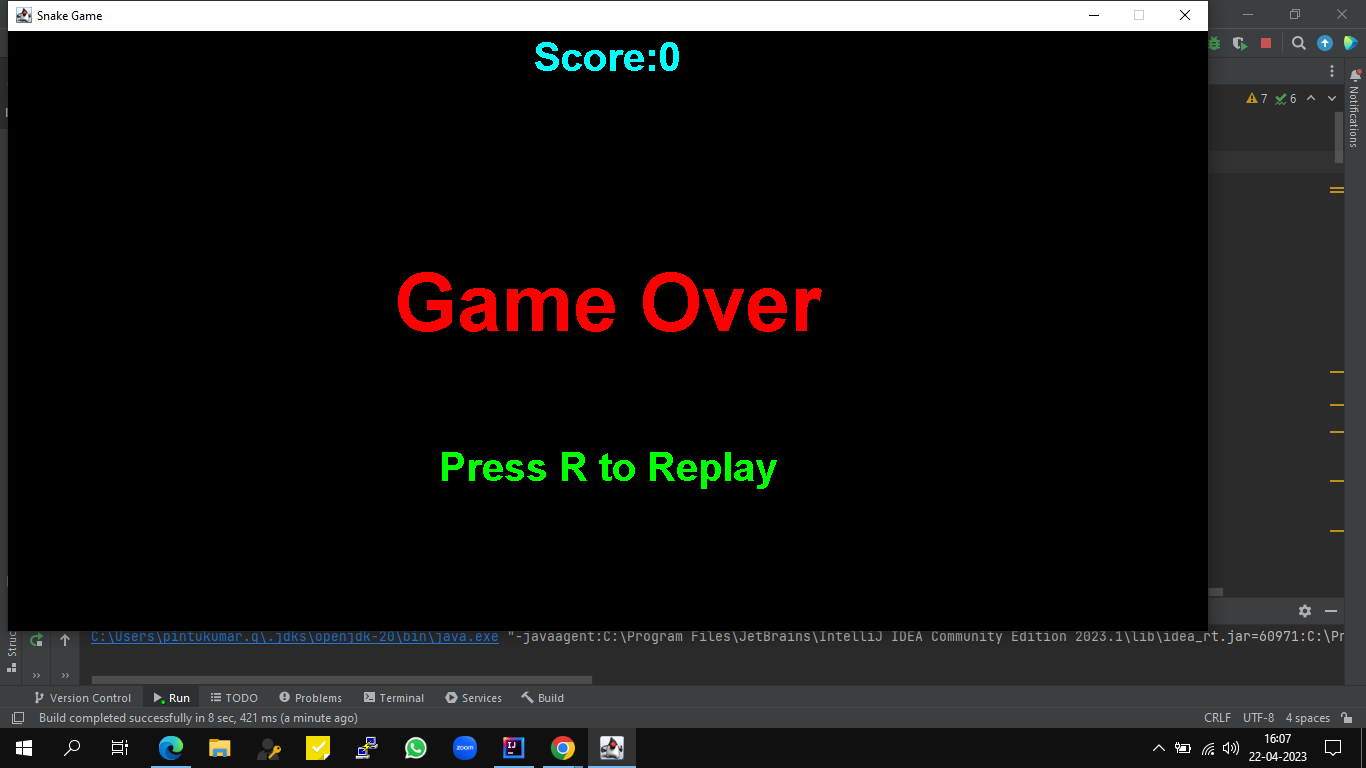 Snake Game
Score:0
7 6
Notifications
Game Over
Press R to Replay
Struc
C:\Users\pintukumar.g\.jdks\openjdk-20\bin\java.exe "-javaagent:C:\Program Files\JetBrains\IntelliJ IDEA Community Edition 2023.1\lib\idea_rt.jar=60971:C:\Pr
Version Control Run TODO Problems Terminal Services Build
Build completed successfully in 8 sec, 421 ms (a minute ago) CRLF UTF-8 4 spaces
zoom IJ 16:07
22-04-2023